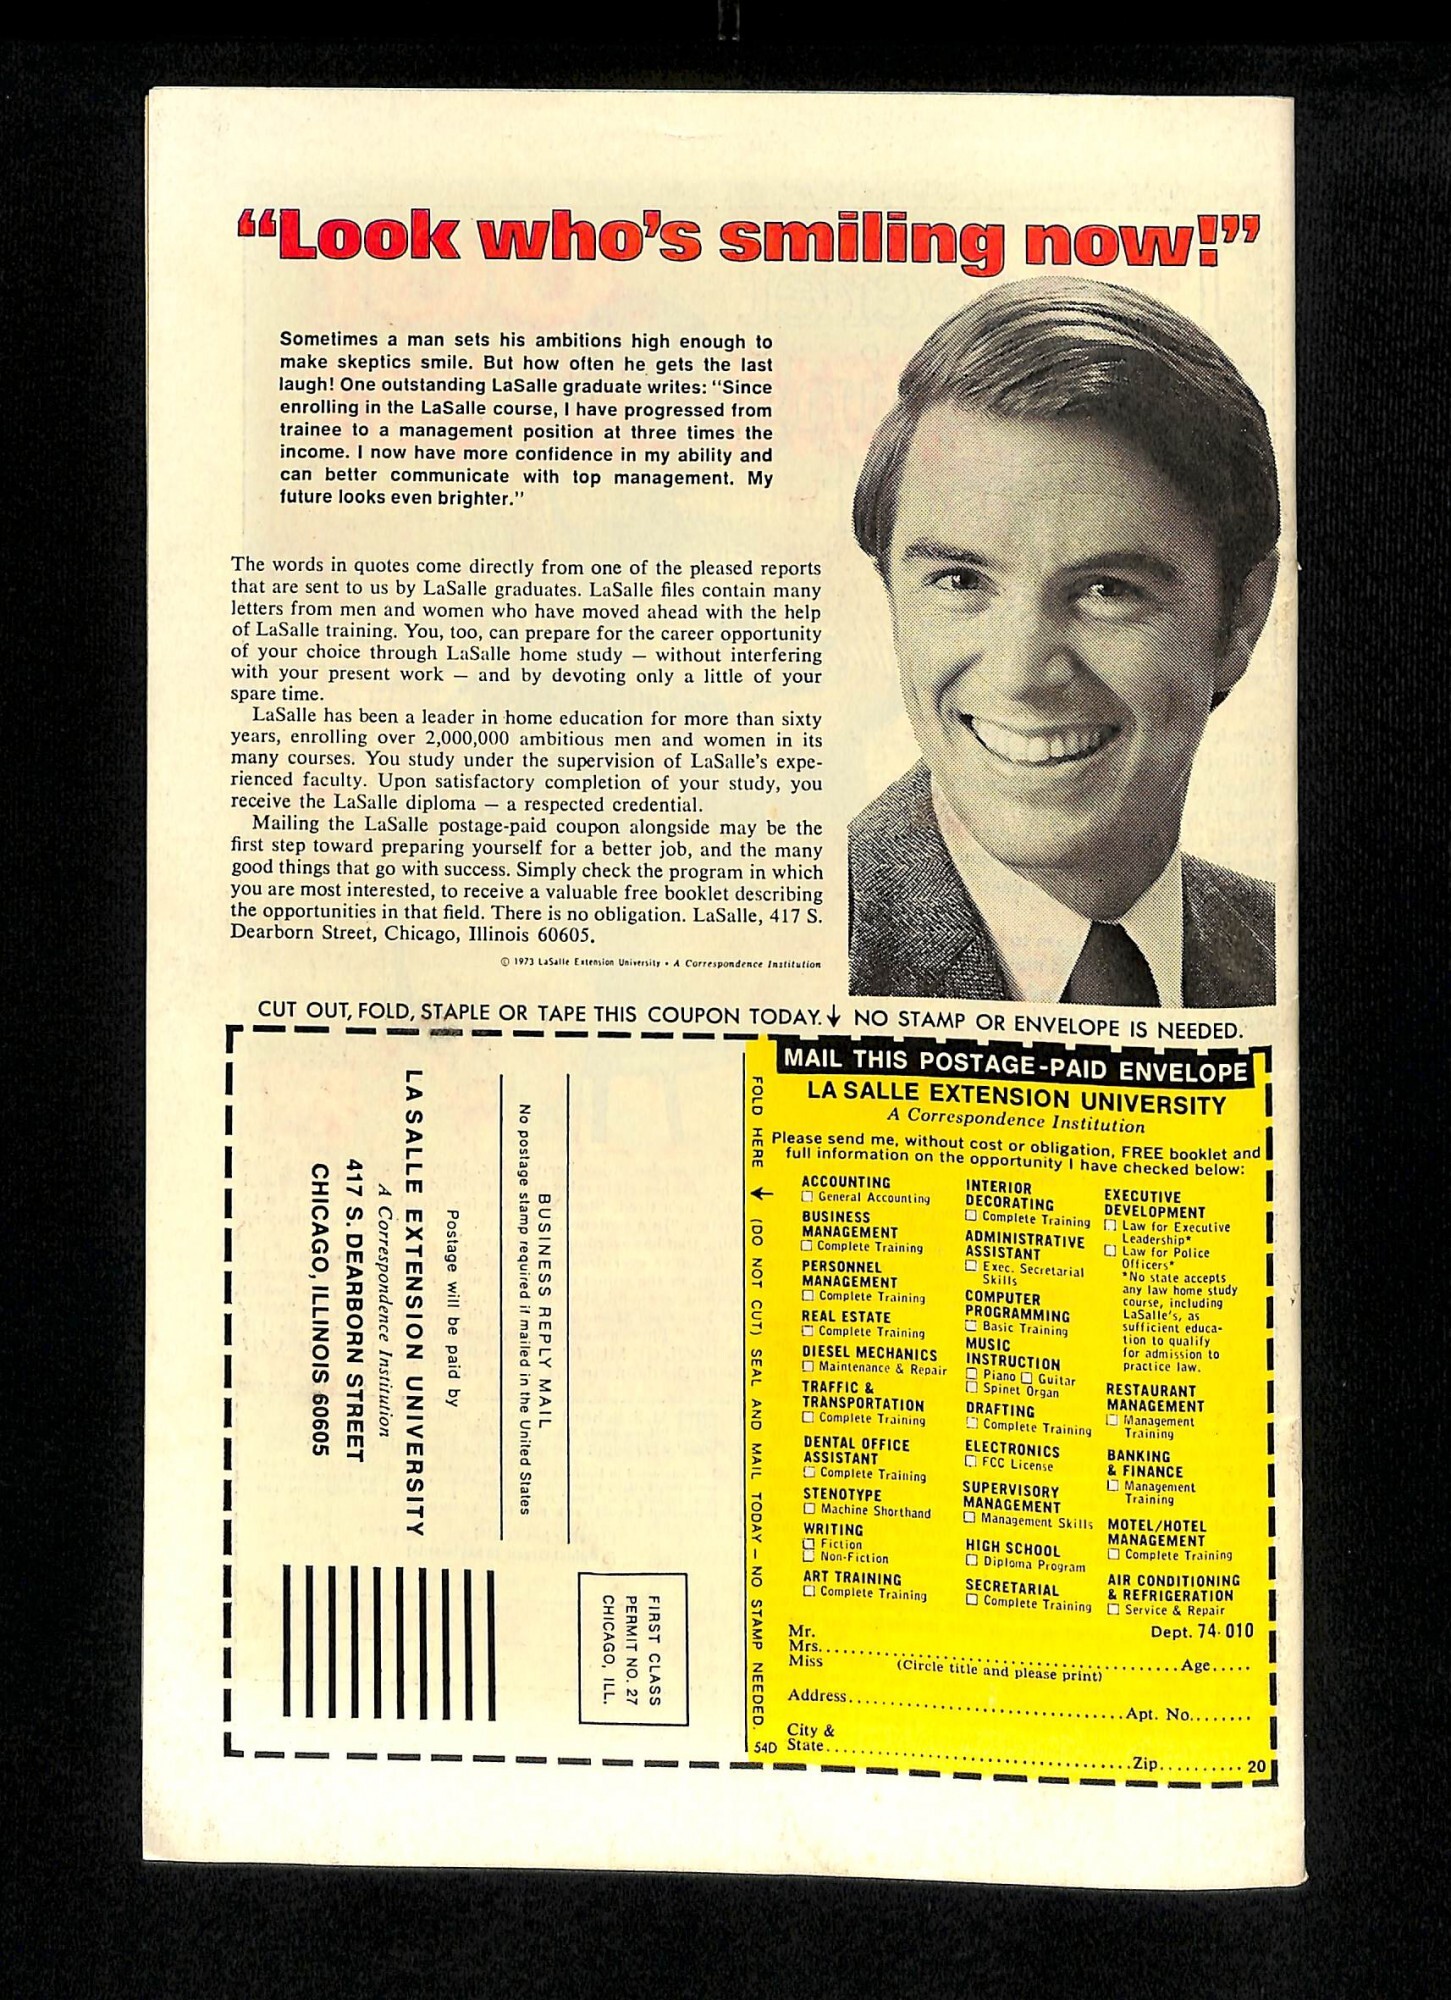 “Look who’s smiling now!”
Sometimes a man sets his ambitions high enough to
make skeptics smile. But how often he gets the last
laugh! One outstanding LaSalle graduate writes: “Since
enrolling in the LaSalle course, I have progressed from
trainee to a management position at three times the
income. I now have more confidence in my ability and
can better communicate with top management. My
future looks even brighter.”
The words in quotes come directly from one of the pleased reports
that are sent to us by LaSalle graduates. LaSalle files contain many
letters from men and women who have moved ahead with the help
of LaSalle training. You, too, can prepare for the career opportunity
of your choice through LaSalle home study — without interfering
with your present work — and by devoting only a little of your
spare time.
LaSalle has been a leader in home education for more than sixty
years, enrolling over 2,000,000 ambitious men and women in its
many courses. You study under the supervision of LaSalle's expe-
rienced faculty. Upon satisfactory completion of your study, you
receive the LaSalle diploma — a respected credential.
Mailing the LaSalle postage-paid coupon alongside may be the
first step toward preparing yourself for a better job, and the many
good things that go with success. Simply check the program in which
you are most interested, to receive a valuable free booklet describing
the opportunities in that field. There is no obligation. LaSalle, 417 S.
Dearborn Street, Chicago, Illinois 60605.
© 1973 LaSalle Extension University • A Correspondence Institution
CUT OUT, FOLD, STAPLE OR TAPE THIS COUPON TODAY.↓ NO STAMP OR ENVELOPE IS NEEDED.
FIRST CLASS
PERMIT NO. 27
CHICAGO, ILL.
BUSINESS REPLY MAIL
No postage stamp required if mailed in the United States
Postage will be paid by
LA SALLE EXTENSION UNIVERSITY
A Correspondence Institution
417 S. DEARBORN STREET
CHICAGO, ILLINOIS 60605
FOLD HERE ↓ (DO NOT CUT) SEAL AND MAIL TODAY – NO STAMP NEEDED.
54D
MAIL THIS POSTAGE-PAID ENVELOPE
LA SALLE EXTENSION UNIVERSITY
A Correspondence Institution
Please send me, without cost or obligation, FREE booklet and
full information on the opportunity I have checked below:
ACCOUNTING
☐ General Accounting
BUSINESS
MANAGEMENT
☐ Complete Training
PERSONNEL
MANAGEMENT
☐ Complete Training
REAL ESTATE
☐ Complete Training
DIESEL MECHANICS
☐ Maintenance & Repair
TRAFFIC &
TRANSPORTATION
☐ Complete Training
DENTAL OFFICE
ASSISTANT
☐ Complete Training
STENOTYPE
☐ Machine Shorthand
WRITING
☐ Fiction
☐ Non-Fiction
ART TRAINING
☐ Complete Training
INTERIOR
DECORATING
☐ Complete Training
ADMINISTRATIVE
ASSISTANT
☐ Exec. Secretarial
Skills
COMPUTER
PROGRAMMING
☐ Basic Training
MUSIC
INSTRUCTION
☐ Piano ☐ Guitar
☐ Spinet Organ
DRAFTING
☐ Complete Training
ELECTRONICS
☐ FCC License
SUPERVISORY
MANAGEMENT
☐ Management Skills
HIGH SCHOOL
☐ Diploma Program
SECRETARIAL
☐ Complete Training
EXECUTIVE
DEVELOPMENT
☐ Law for Executive
Leadership*
☐ Law for Police
Officers*
*No state accepts
any law home study
course, including
LaSalle's, as
sufficient educa-
tion to qualify
for admission to
practice law.
RESTAURANT
MANAGEMENT
☐ Management
Training
BANKING
& FINANCE
☐ Management
Training
MOTEL/HOTEL
MANAGEMENT
☐ Complete Training
AIR CONDITIONING
& REFRIGERATION
☐ Service & Repair
Dept. 74-010
Mr.
Mrs. Age
Miss (Circle title and please print)
Address Apt. No.
City &
State Zip 20